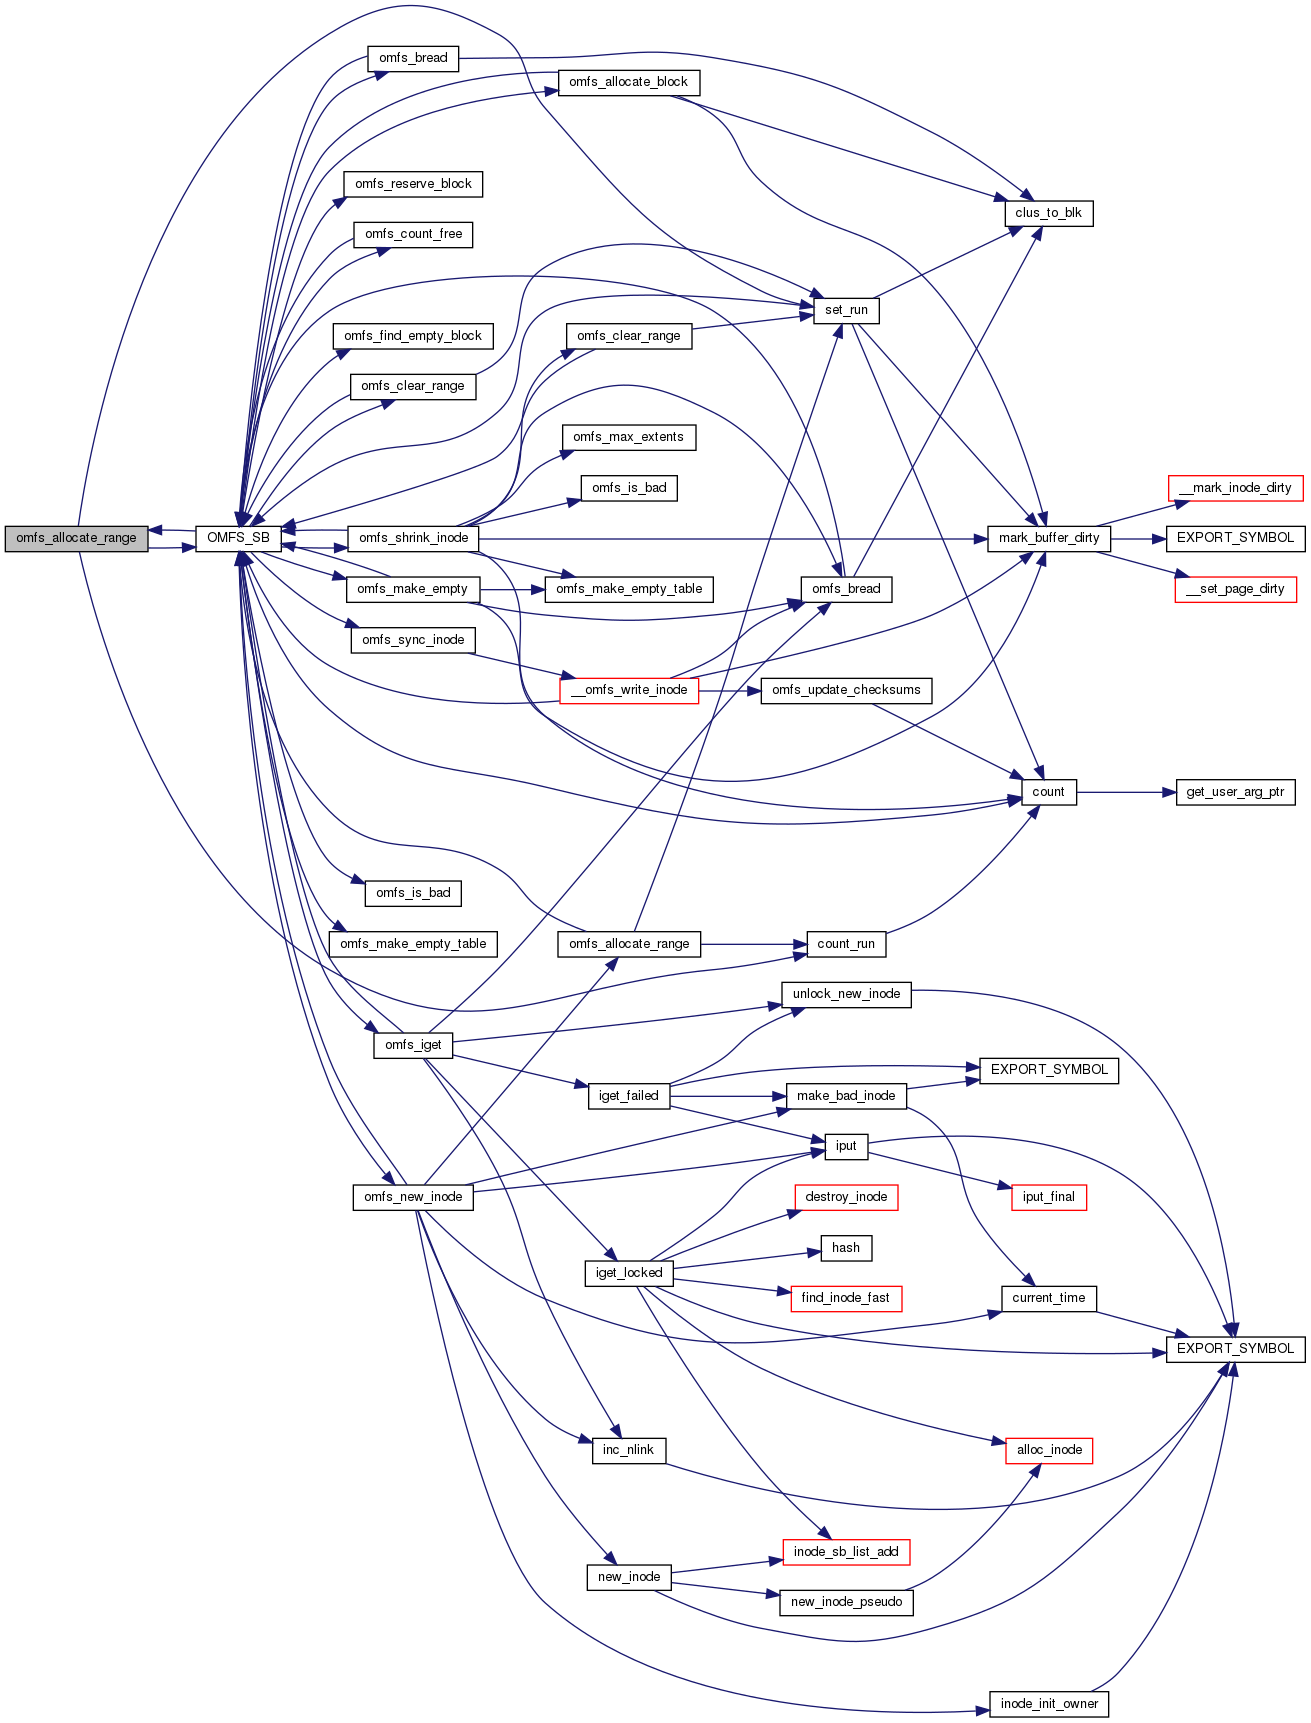 omfs_bread
omfs_allocate_block
omfs_reserve_block
clus_to_blk
omfs_count_free
set_run
omfs_find_empty_block
omfs_clear_range
omfs_clear_range
omfs_max_extents
omfs_is_bad
__mark_inode_dirty
omfs_allocate_range
OMFS_SB
omfs_shrink_inode
mark_buffer_dirty
EXPORT_SYMBOL
omfs_make_empty
omfs_make_empty_table
omfs_bread
__set_page_dirty
omfs_sync_inode
__omfs_write_inode
omfs_update_checksums
count
get_user_arg_ptr
omfs_is_bad
omfs_make_empty_table
omfs_allocate_range
count_run
unlock_new_inode
omfs_iget
EXPORT_SYMBOL
iget_failed
make_bad_inode
iput
omfs_new_inode
destroy_inode
iput_final
hash
iget_locked
find_inode_fast
current_time
EXPORT_SYMBOL
inc_nlink
alloc_inode
inode_sb_list_add
new_inode
new_inode_pseudo
inode_init_owner